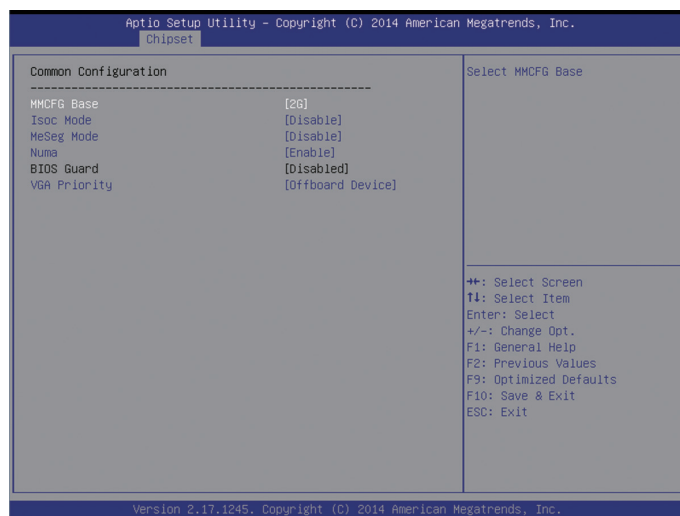 Aptio Setup Utility – Copyright (C) 2014 American Megatrends, Inc.
Chipset
Common Configuration
--------------------------------------------------
MMCFG Base [2G]
Isoc Mode [Disable]
MeSeg Mode [Disable]
Numa [Enable]
BIOS Guard [Disabled]
VGA Priority [Offboard Device]
Select MMCFG Base
→←: Select Screen
↑↓: Select Item
Enter: Select
+/-: Change Opt.
F1: General Help
F2: Previous Values
F9: Optimized Defaults
F10: Save & Exit
ESC: Exit
Version 2.17.1245. Copyright (C) 2014 American Megatrends, Inc.